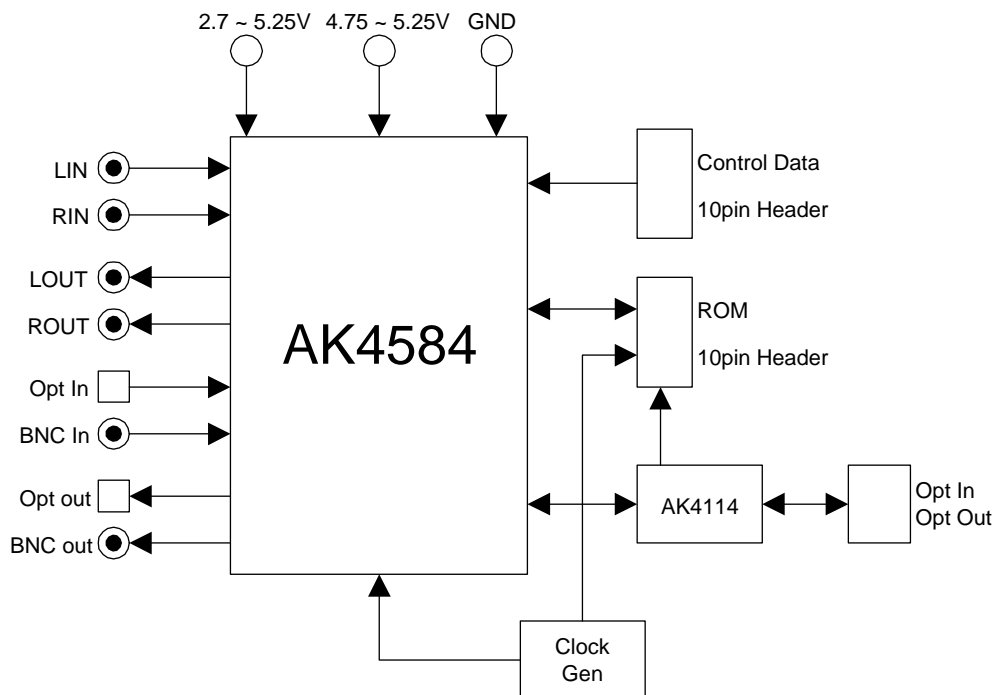 2.7 ~ 5.25V
4.75 ~ 5.25V
GND
LIN
RIN
LOUT
ROUT
Opt In
BNC In
Opt out
BNC out
AK4584
Control Data
10pin Header
ROM
10pin Header
AK4114
Opt In
Opt Out
Clock
Gen